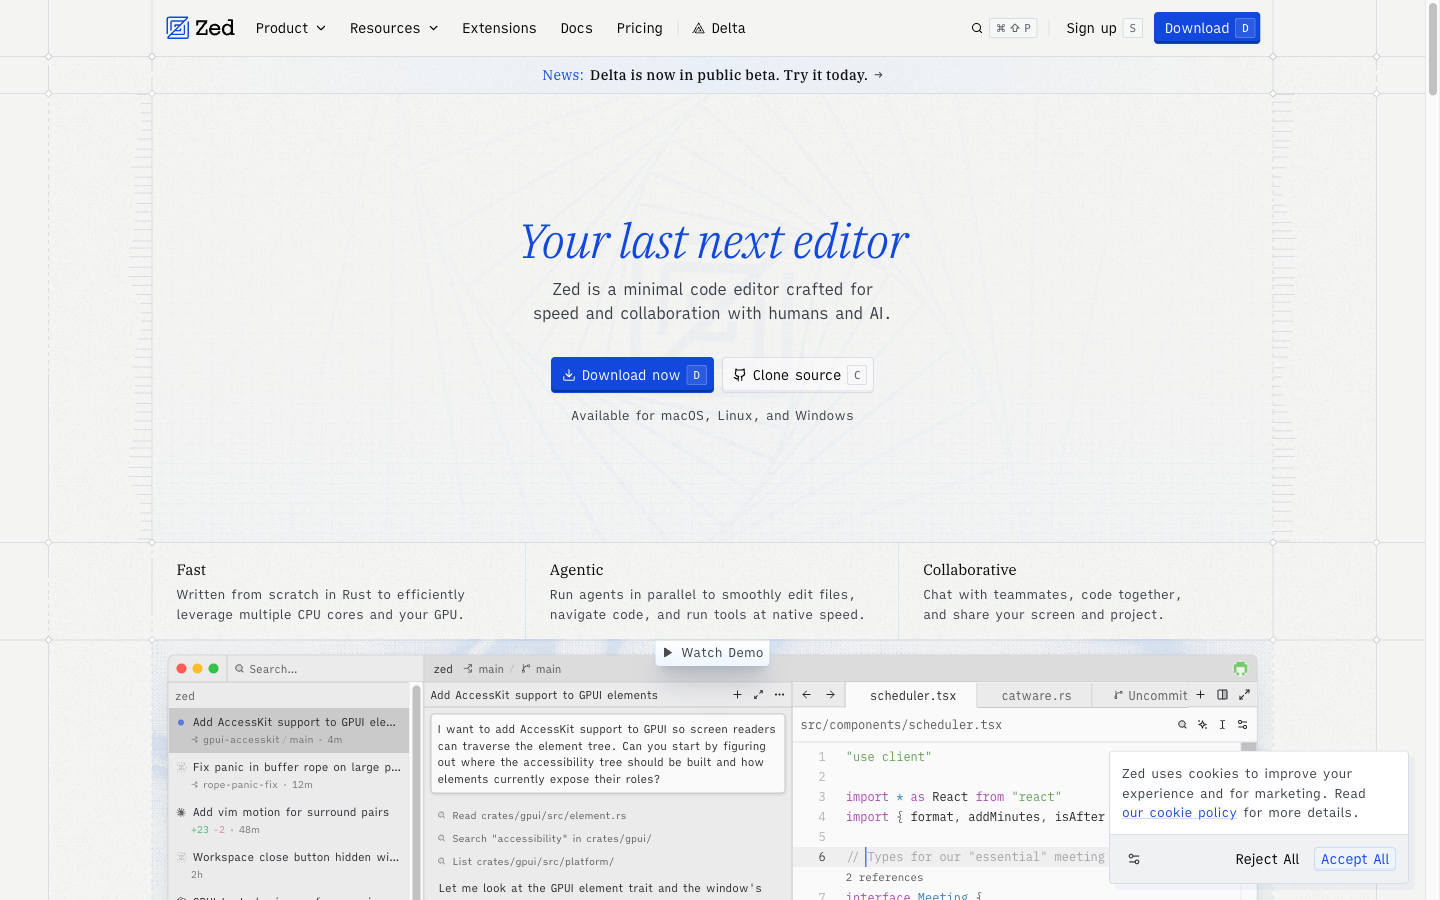 Zed
Product
Resources
Extensions
Docs
Pricing
Delta
⌘ ⇧ P
Sign up S
Download D
News: Delta is now in public beta. Try it today. →
Your last next editor
Zed is a minimal code editor crafted for
speed and collaboration with humans and AI.
Download now D
Clone source C
Available for macOS, Linux, and Windows
Fast
Written from scratch in Rust to efficiently
leverage multiple CPU cores and your GPU.
Agentic
Run agents in parallel to smoothly edit files,
navigate code, and run tools at native speed.
Collaborative
Chat with teammates, code together,
and share your screen and project.
Watch Demo
Search...
zed
main / main
zed
Add AccessKit support to GPUI ele...
gpui-accesskit / main · 4m
Fix panic in buffer rope on large p...
rope-panic-fix · 12m
Add vim motion for surround pairs
+23 -2 · 48m
Workspace close button hidden wi...
2h
Add AccessKit support to GPUI elements
I want to add AccessKit support to GPUI so screen readers
can traverse the element tree. Can you start by figuring
out where the accessibility tree should be built and how
elements currently expose their roles?
Read crates/gpui/src/element.rs
Search "accessibility" in crates/gpui/
List crates/gpui/src/platform/
Let me look at the GPUI element trait and the window's
scheduler.tsx
catware.rs
Uncommit
src/components/scheduler.tsx
1 "use client"
2
3 import * as React from "react"
4 import { format, addMinutes, isAfter
5
6 // Types for our "essential" meeting
2 references
7 interface Meeting {
Zed uses cookies to improve your
experience and for marketing. Read
our cookie policy for more details.
Reject All
Accept All